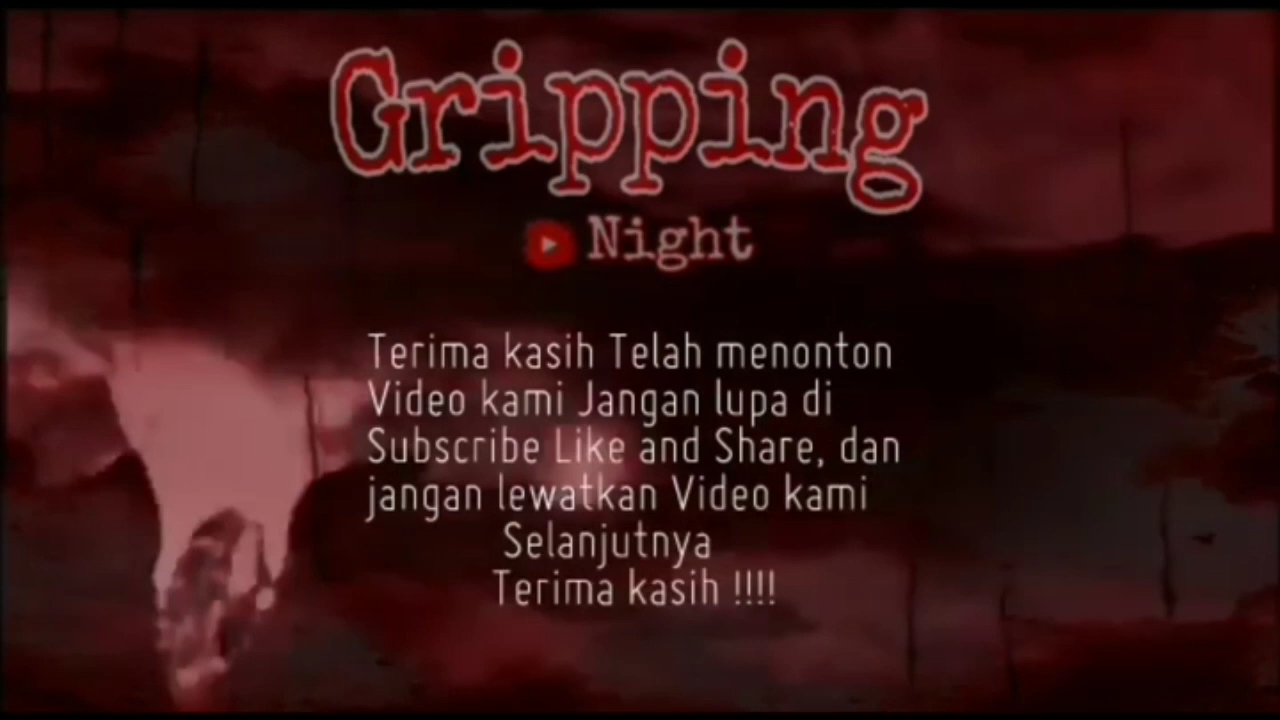 Gripping
Night
Terima kasih Telah menonton
Video kami Jangan lupa di
Subscribe Like and Share, dan
jangan lewatkan Video kami
Selanjutnya
Terima kasih !!!!